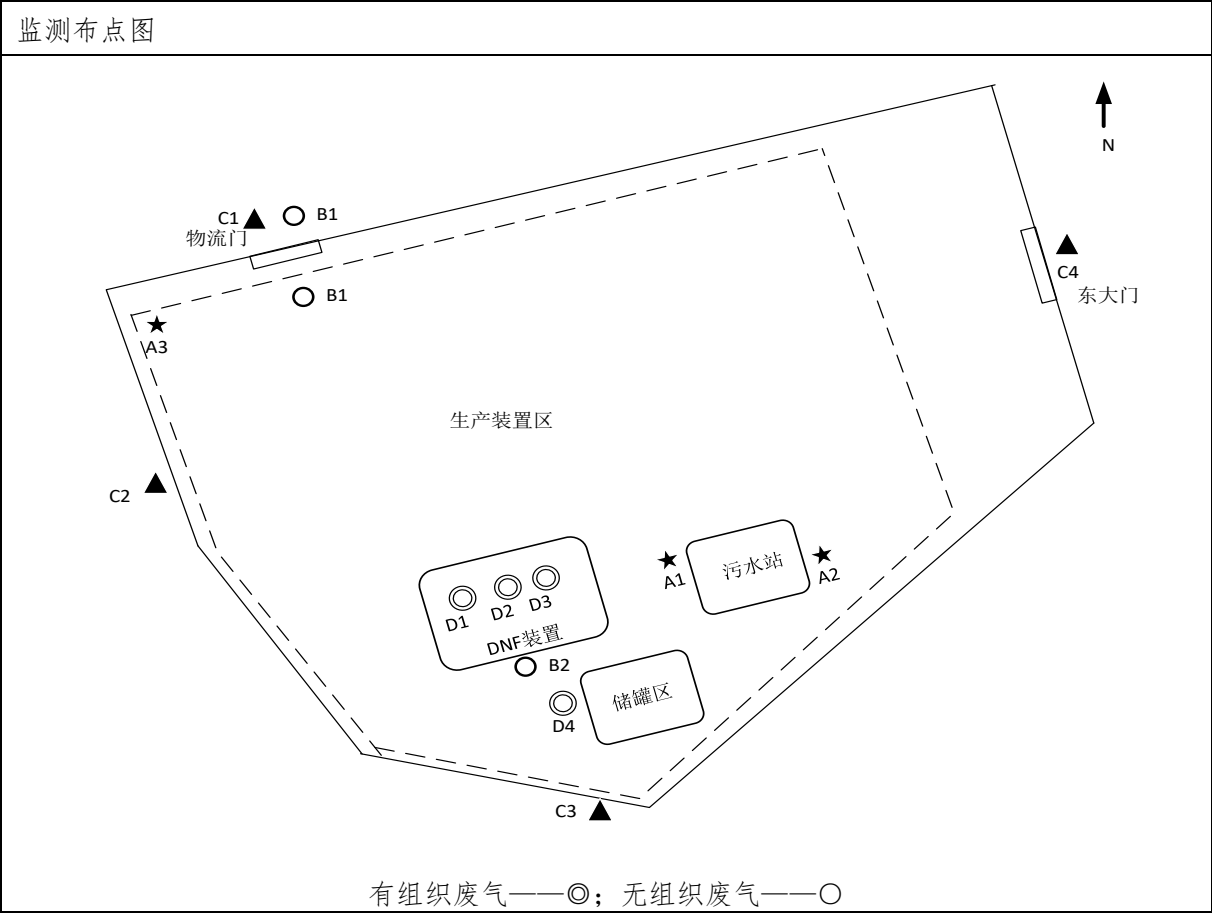 监测布点图
N
C1
B1
物流门
C4
东大门
B1
A3
生产装置区
C2
污水站
A1
A2
D1
D2
D3
DNF装置
B2
储罐区
D4
C3
有组织废气——◎；无组织废气——○